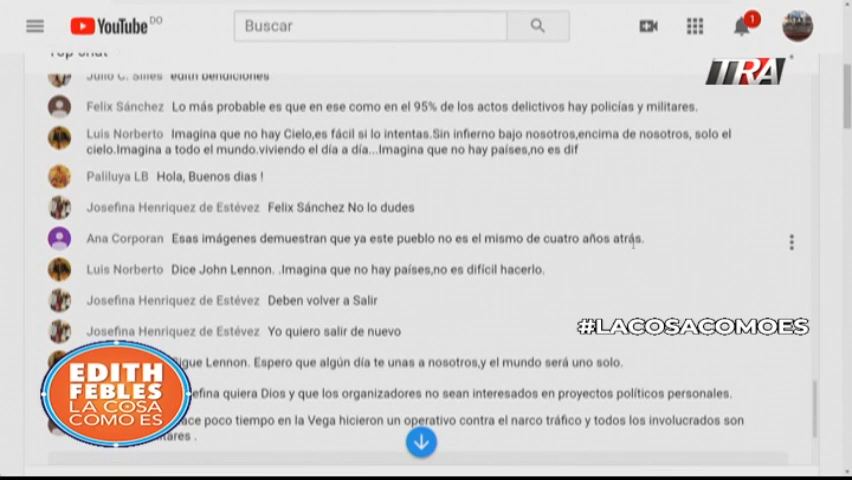 YouTube DO
Buscar
1
Top chat
TRA
Julio C. Simes edith bendiciones
Felix Sánchez Lo más probable es que en ese como en el 95% de los actos delictivos hay policías y militares.
Luis Norberto Imagina que no hay Cielo,es fácil si lo intentas.Sin infierno bajo nosotros,encima de nosotros, solo el
cielo.Imagina a todo el mundo.viviendo el día a día...Imagina que no hay países,no es dif
Paliluya LB Hola, Buenos dias !
Josefina Henriquez de Estévez Felix Sánchez No lo dudes
Ana Corporan Esas imágenes demuestran que ya este pueblo no es el mismo de cuatro años atrás.
Luis Norberto Dice John Lennon. .Imagina que no hay países,no es difícil hacerlo.
Josefina Henriquez de Estévez Deben volver a Salir
Josefina Henriquez de Estévez Yo quiero salir de nuevo
#LACOSACOMOES
Sigue Lennon. Espero que algún día te unas a nosotros,y el mundo será uno solo.
efina quiera Dios y que los organizadores no sean interesados en proyectos políticos personales.
ace poco tiempo en la Vega hicieron un operativo contra el narco tráfico y todos los involucrados son
itares .
EDITH
FEBLES
LA COSA
COMO ES